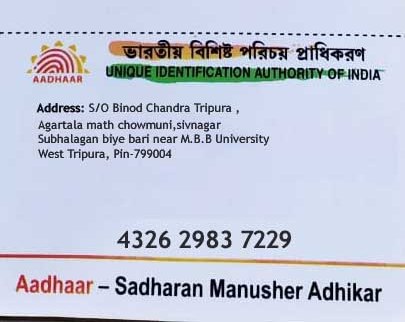 ভারতীয় বিশিষ্ট পরিচয় প্রাধিকরণ
AADHAAR
UNIQUE IDENTIFICATION AUTHORITY OF INDIA
Address: S/O Binod Chandra Tripura ,
Agartala math chowmuni,sivnagar
Subhalagan biye bari near M.B.B University
West Tripura, Pin-799004
4326 2983 7229
Aadhaar – Sadharan Manusher Adhikar